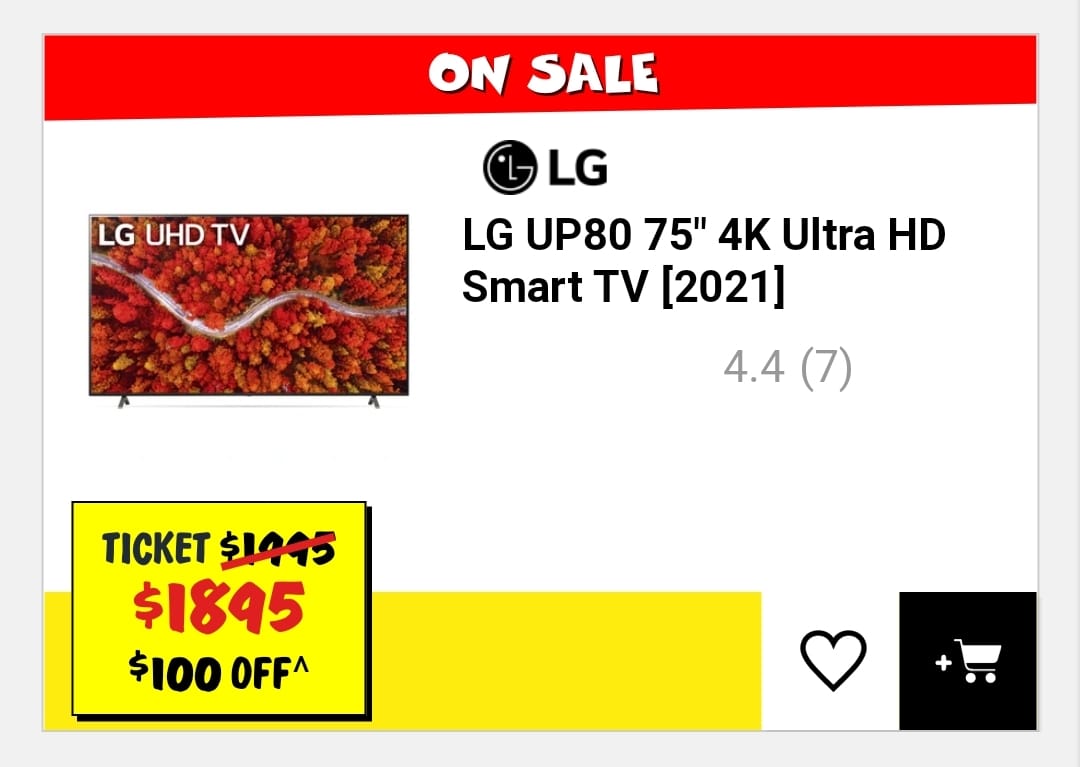 ON SALE
LG
LG UHD TV
LG UP80 75" 4K Ultra HD
Smart TV [2021]
4.4 (7)
TICKET $1995
$1895
$100 OFF^